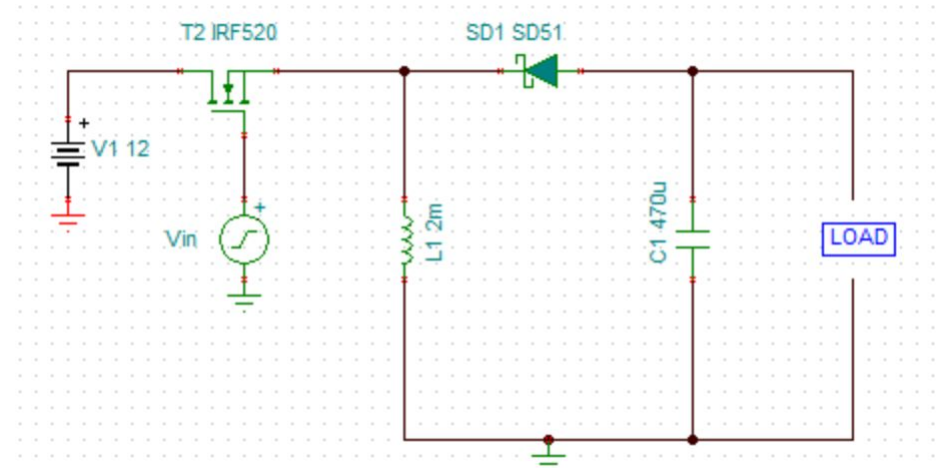 T2 IRF520
SD1 SD51
+
V1 12
+
Vin
L1 2m
C1 470u
LOAD